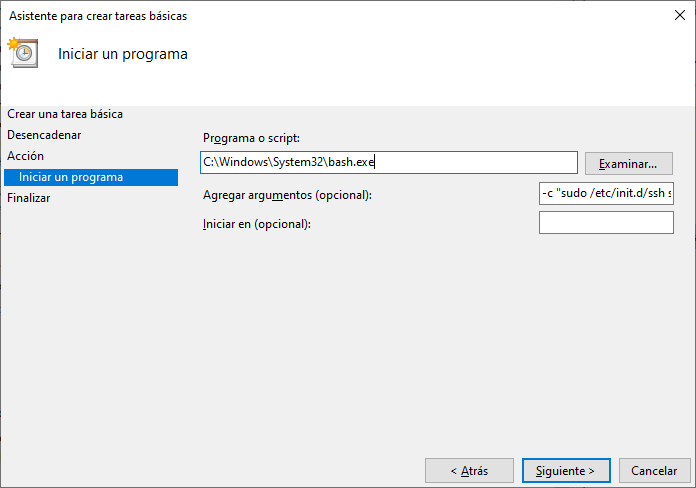 Asistente para crear tareas básicas
Iniciar un programa
Crear una tarea básica
Desencadenar
Acción
Iniciar un programa
Finalizar
Programa o script:
C:\Windows\System32\bash.exe
Examinar...
Agregar argumentos (opcional):
-c "sudo /etc/init.d/ssh s
Iniciar en (opcional):
< Atrás
Siguiente >
Cancelar